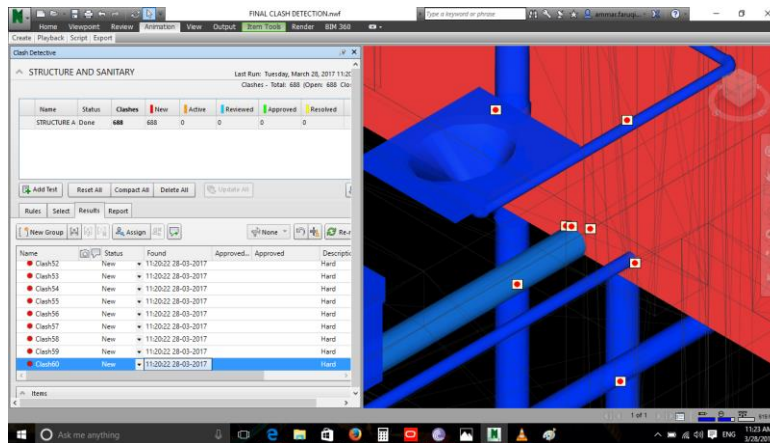 FINAL CLASH DETECTION.nwf
Type a keyword or phrase
Home Viewpoint Review Animation View Output Item Tools Render BIM 360
Create Playback Script Export
Clash Detective
STRUCTURE AND SANITARY
Last Run: Tuesday, March 28, 2017 11:20
Clashes - Total: 688 (Open: 688 Clo
Name Status Clashes New Active Reviewed Approved Resolved
STRUCTURE A Done 688 688 0 0 0 0
Add Test Reset All Compact All Delete All Update All
Rules Select Results Report
New Group Assign None Re-r
Name Status Found Approved... Approved Descriptio
Clash52 New 11:20:22 28-03-2017 Hard
Clash53 New 11:20:22 28-03-2017 Hard
Clash54 New 11:20:22 28-03-2017 Hard
Clash55 New 11:20:22 28-03-2017 Hard
Clash56 New 11:20:22 28-03-2017 Hard
Clash57 New 11:20:22 28-03-2017 Hard
Clash58 New 11:20:22 28-03-2017 Hard
Clash59 New 11:20:22 28-03-2017 Hard
Clash60 New 11:20:22 28-03-2017 Hard
Items
1 of 1
Ask me anything
ENG
11:23 AM
3/28/2017